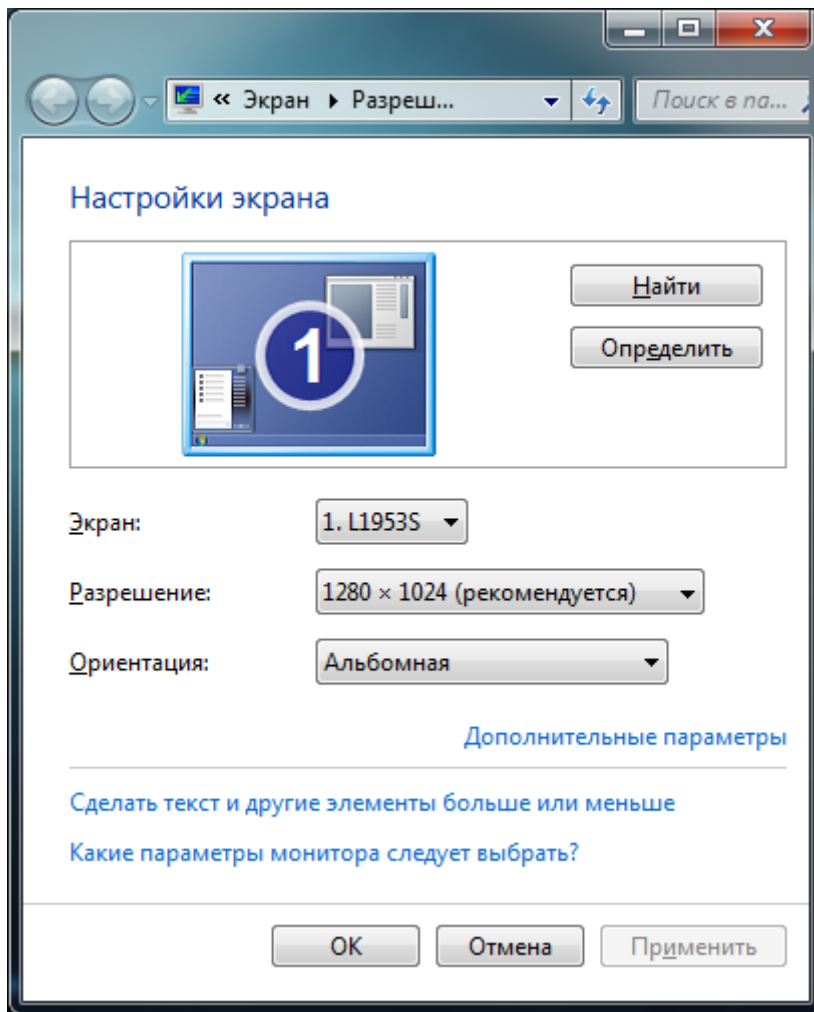 « Экран ▸ Разреш... Поиск в па...
Настройки экрана
1
Найти
Определить
Экран: 1. L1953S
Разрешение: 1280 × 1024 (рекомендуется)
Ориентация: Альбомная
Дополнительные параметры
Сделать текст и другие элементы больше или меньше
Какие параметры монитора следует выбрать?
ОК Отмена Применить